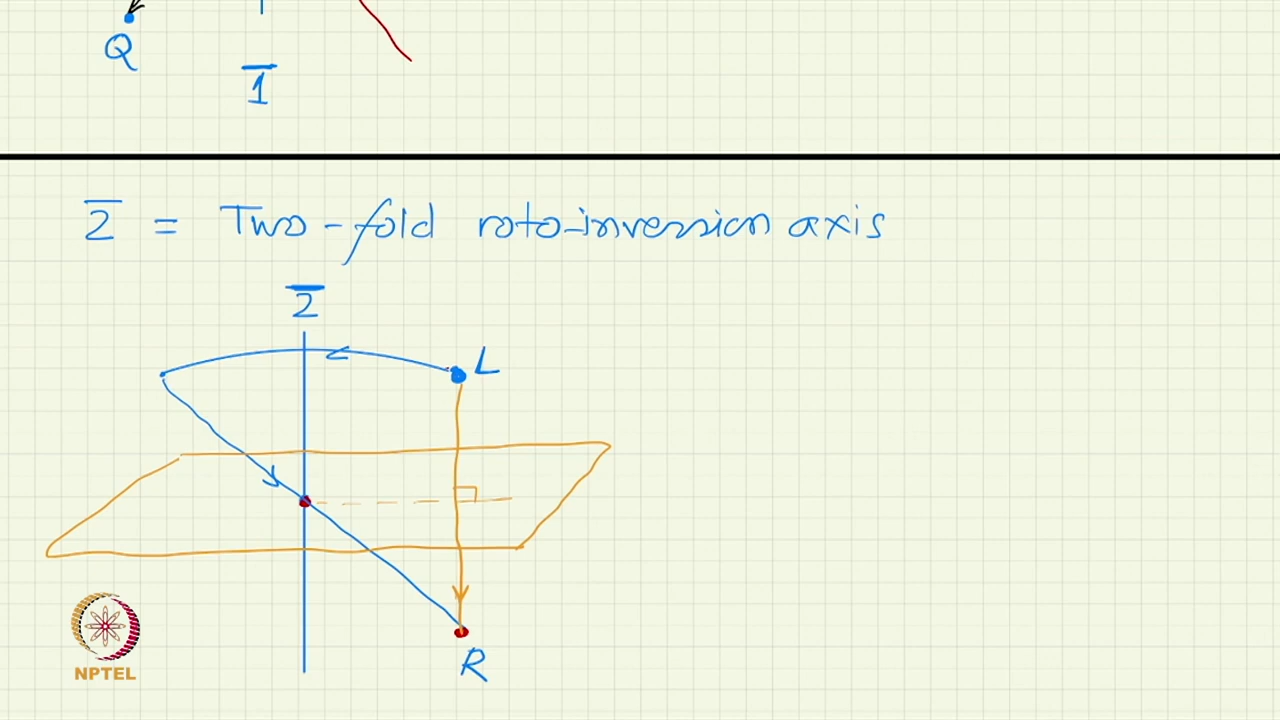 Q
1̅
2̅ = Two-fold roto-inversion axis
2̅
L
R
NPTEL